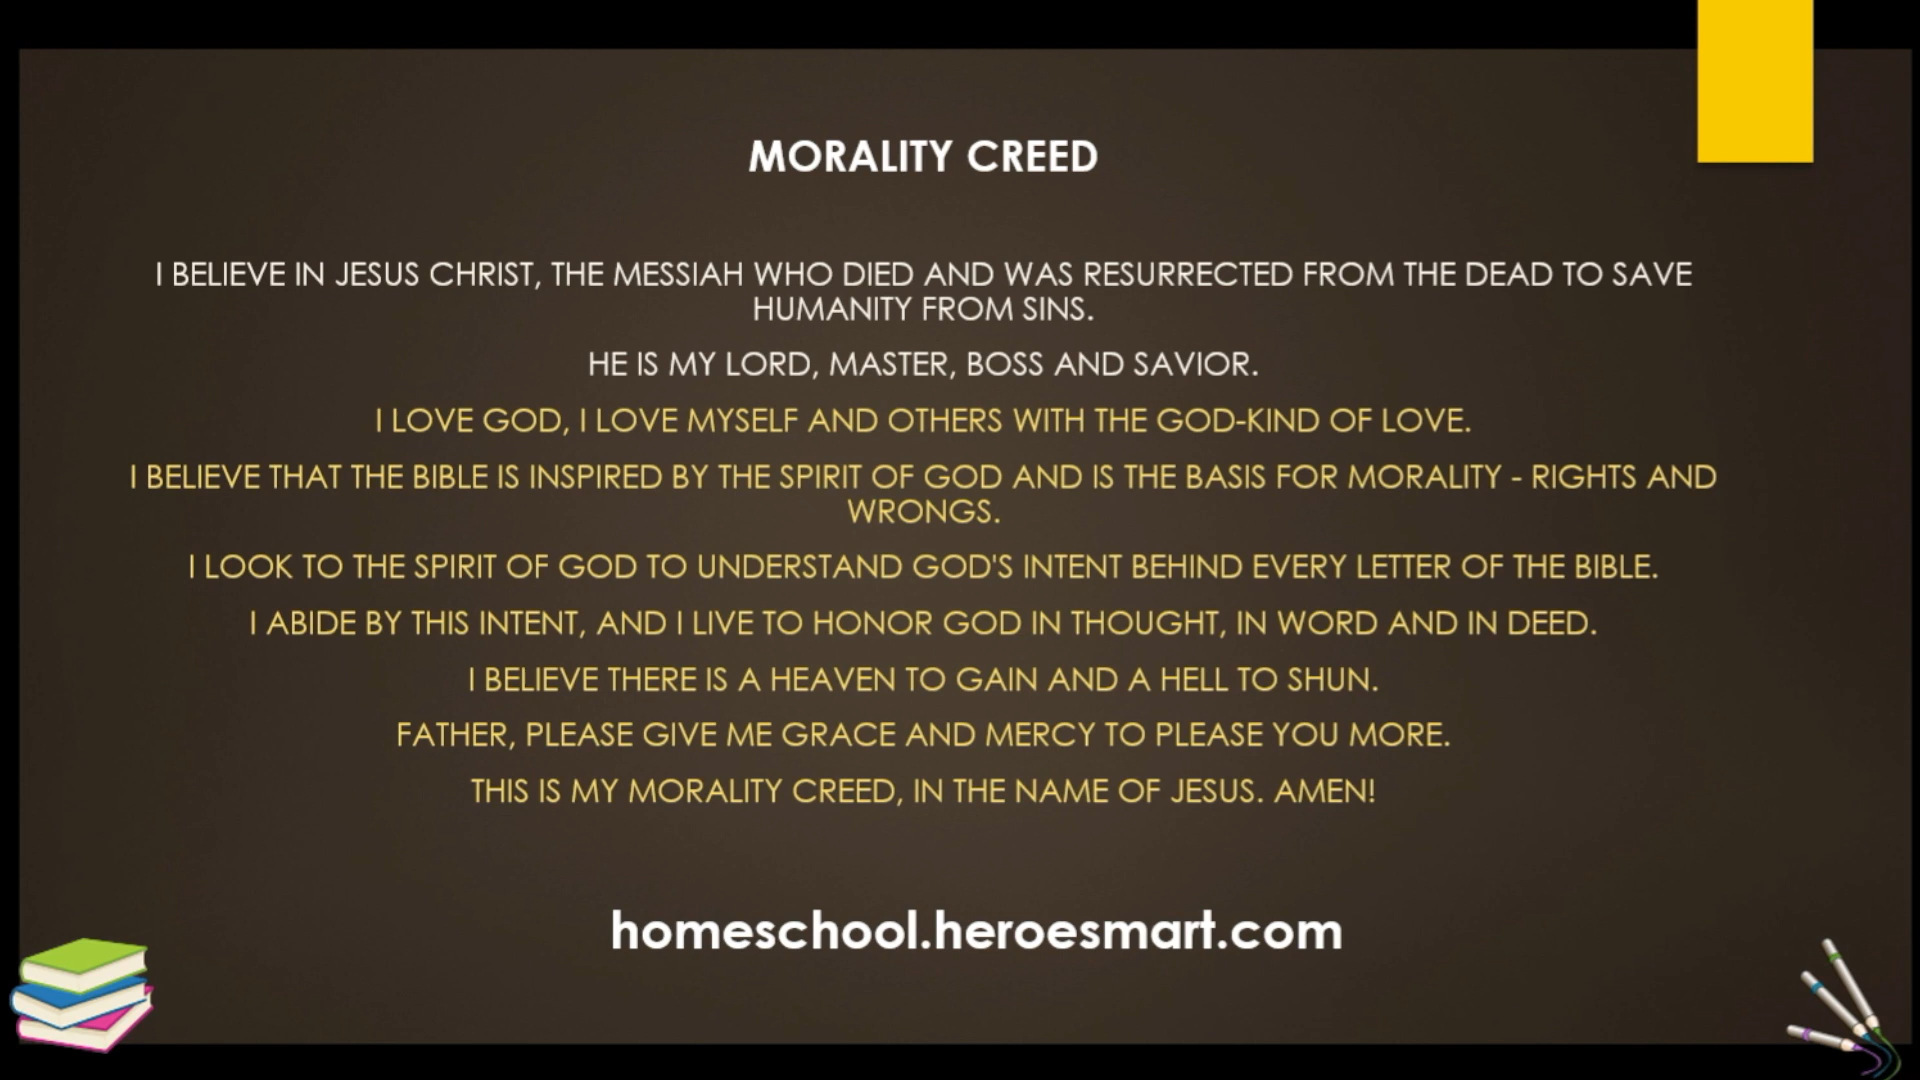 MORALITY CREED
I BELIEVE IN JESUS CHRIST, THE MESSIAH WHO DIED AND WAS RESURRECTED FROM THE DEAD TO SAVE
HUMANITY FROM SINS.
HE IS MY LORD, MASTER, BOSS AND SAVIOR.
I LOVE GOD, I LOVE MYSELF AND OTHERS WITH THE GOD-KIND OF LOVE.
I BELIEVE THAT THE BIBLE IS INSPIRED BY THE SPIRIT OF GOD AND IS THE BASIS FOR MORALITY - RIGHTS AND
WRONGS.
I LOOK TO THE SPIRIT OF GOD TO UNDERSTAND GOD'S INTENT BEHIND EVERY LETTER OF THE BIBLE.
I ABIDE BY THIS INTENT, AND I LIVE TO HONOR GOD IN THOUGHT, IN WORD AND IN DEED.
I BELIEVE THERE IS A HEAVEN TO GAIN AND A HELL TO SHUN.
FATHER, PLEASE GIVE ME GRACE AND MERCY TO PLEASE YOU MORE.
THIS IS MY MORALITY CREED, IN THE NAME OF JESUS. AMEN!
homeschool.heroesmart.com